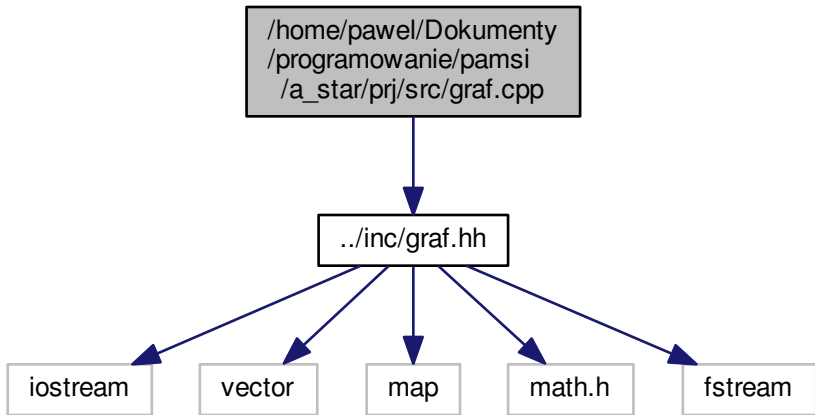 /home/pawel/Dokumenty
/programowanie/pamsi
/a_star/prj/src/graf.cpp
../inc/graf.hh
iostream
vector
map
math.h
fstream